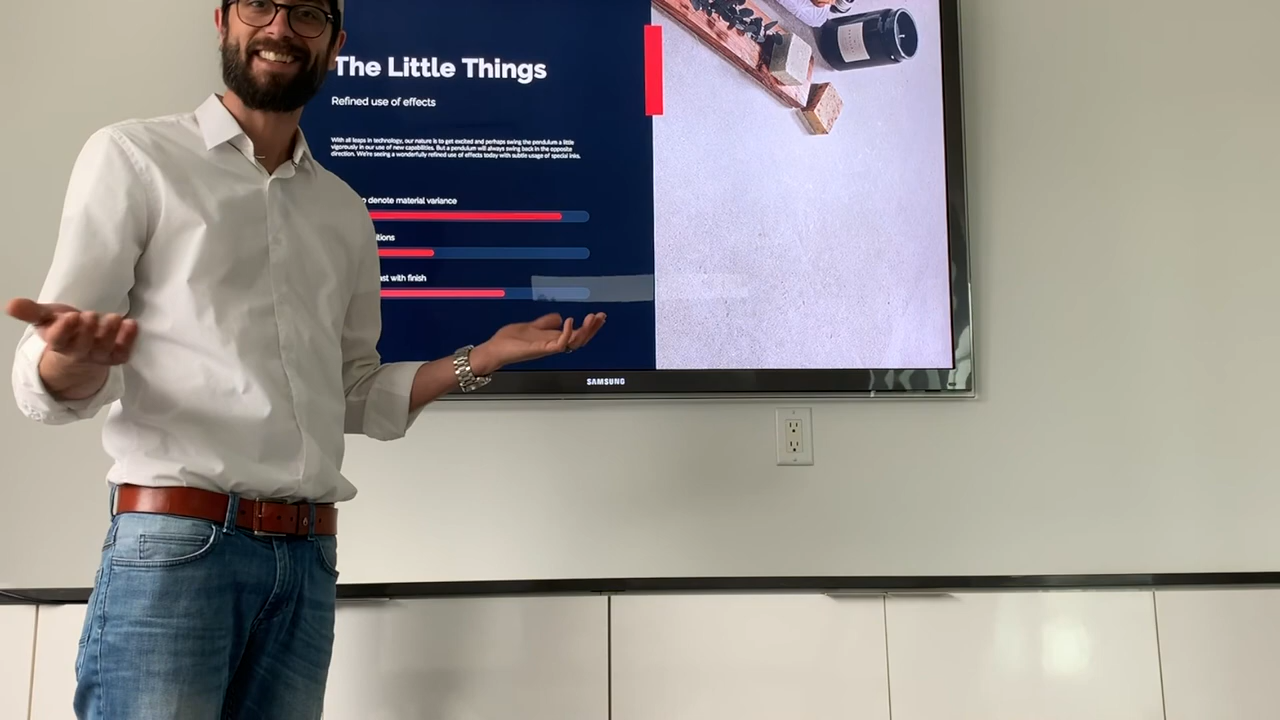 The Little Things
Refined use of effects
With all leaps in technology, our nature is to get excited and perhaps swing the pendulum a little
vigorously in our use of new capabilities. But a pendulum will always swing back in the opposite
direction. We're seeing a wonderfully refined use of effects today with subtle usage of special inks.
denote material variance
with finish
SAMSUNG